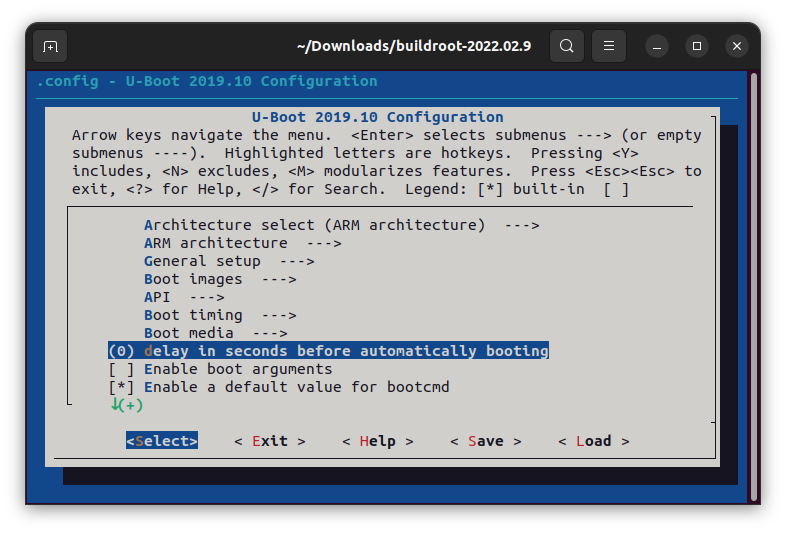 ~/Downloads/buildroot-2022.02.9
.config - U-Boot 2019.10 Configuration
U-Boot 2019.10 Configuration
Arrow keys navigate the menu.  <Enter> selects submenus ---> (or empty
submenus ----).  Highlighted letters are hotkeys.  Pressing <Y>
includes, <N> excludes, <M> modularizes features.  Press <Esc><Esc> to
exit, <?> for Help, </> for Search.  Legend: [*] built-in  [ ]
Architecture select (ARM architecture)  --->
ARM architecture  --->
General setup  --->
Boot images  --->
API  --->
Boot timing  --->
Boot media  --->
(0) delay in seconds before automatically booting
[ ] Enable boot arguments
[*] Enable a default value for bootcmd
↓(+)
<Select>    < Exit >    < Help >    < Save >    < Load >